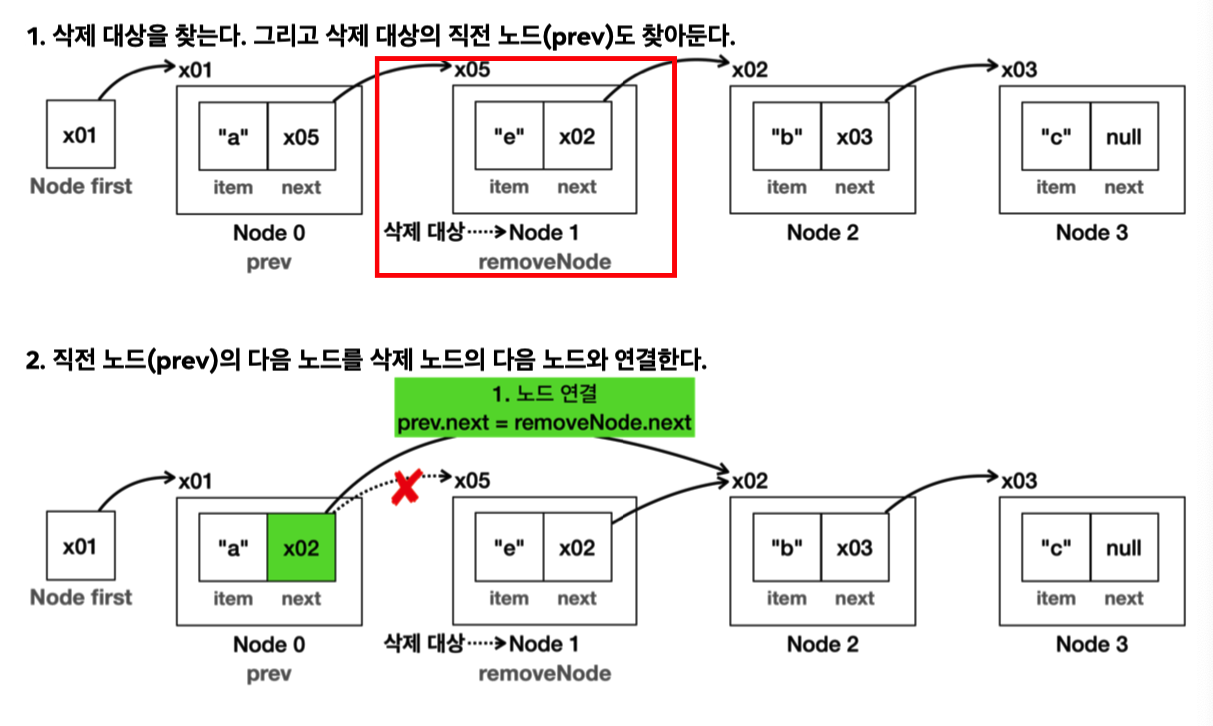 1. 삭제 대상을 찾는다. 그리고 삭제 대상의 직전 노드(prev)도 찾아둔다.
x01 x05 x02 x03
x01 "a" x05 "e" x02 "b" x03 "c" null
Node first item next item next item next item next
Node 0 삭제 대상 Node 1 Node 2 Node 3
prev removeNode
2. 직전 노드(prev)의 다음 노드를 삭제 노드의 다음 노드와 연결한다.
1. 노드 연결
prev.next = removeNode.next
x01 x05 x02 x03
x01 "a" x02 "e" x02 "b" x03 "c" null
Node first item next item next item next item next
Node 0 삭제 대상 Node 1 Node 2 Node 3
prev removeNode